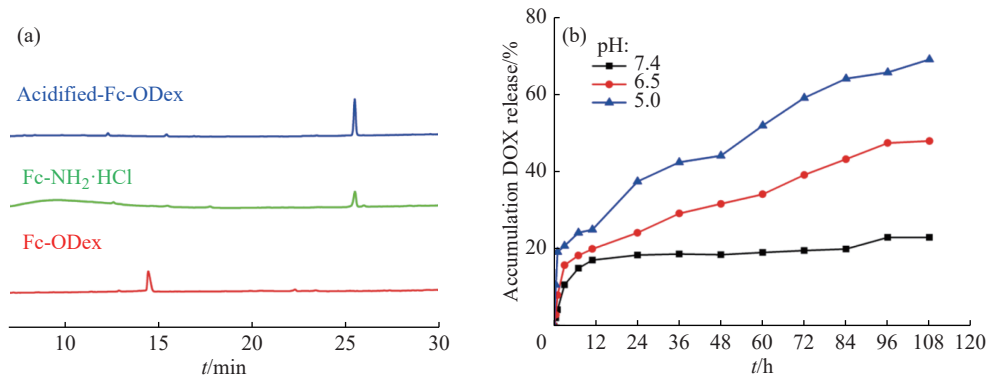 (a)
Acidified-Fc-ODex
Fc-NH₂·HCl
Fc-ODex
10 15 20 25 30
t/min
(b)
pH:
7.4
6.5
5.0
Accumulation DOX release/%
80
60
40
20
0 12 24 36 48 60 72 84 96 108 120
t/h